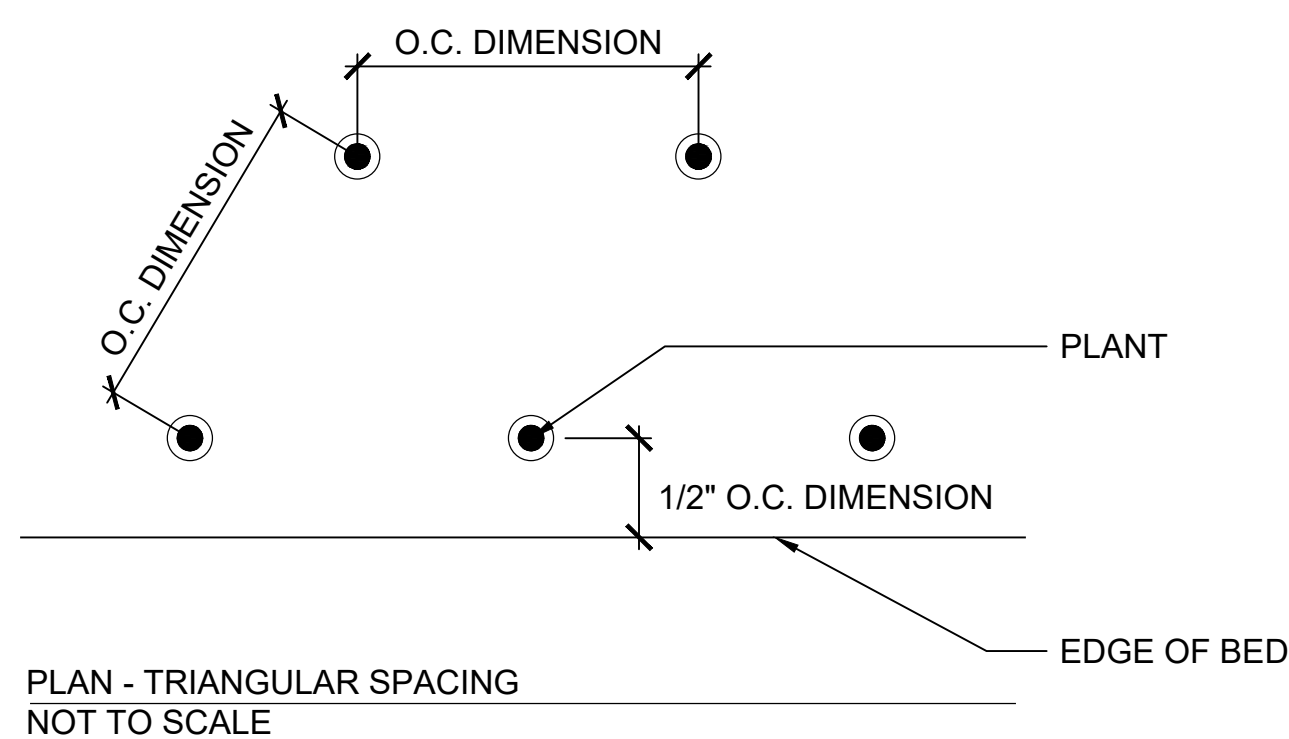 O.C. DIMENSION
O.C. DIMENSION
PLANT
1/2" O.C. DIMENSION
EDGE OF BED
PLAN - TRIANGULAR SPACING
NOT TO SCALE